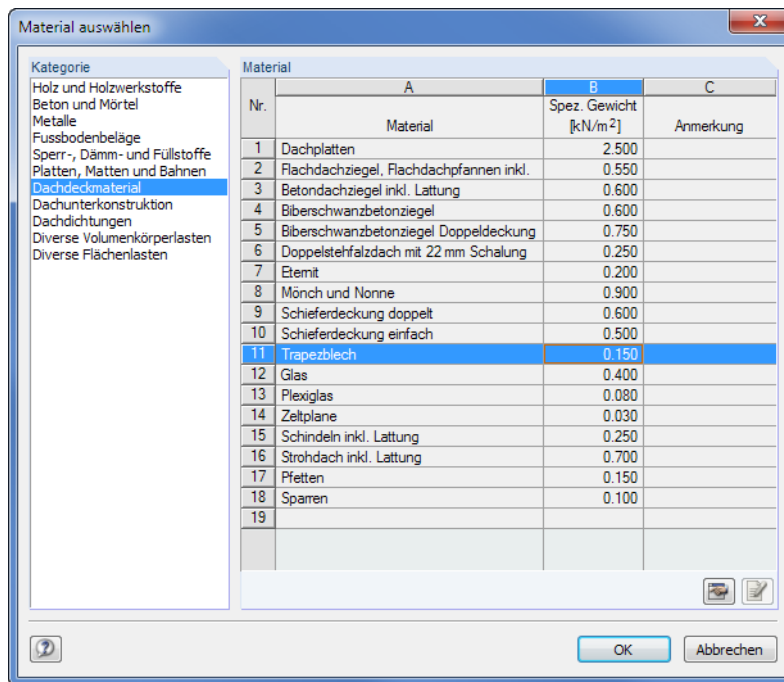 Material auswählen
x
Kategorie
Holz und Holzwerkstoffe
Beton und Mörtel
Metalle
Fussbodenbeläge
Sperr-, Dämm- und Füllstoffe
Platten, Matten und Bahnen
Dachdeckmaterial
Dachunterkonstruktion
Dachdichtungen
Diverse Volumenkörperlasten
Diverse Flächenlasten
Material
A B C
Nr. Material Spez. Gewicht [kN/m²] Anmerkung
1 Dachplatten 2.500
2 Flachdachziegel, Flachdachpfannen inkl. 0.550
3 Betondachziegel inkl. Lattung 0.600
4 Biberschwanzbetonziegel 0.600
5 Biberschwanzbetonziegel Doppeldeckung 0.750
6 Doppelstehfalzdach mit 22 mm Schalung 0.250
7 Eternit 0.200
8 Mönch und Nonne 0.900
9 Schieferdeckung doppelt 0.600
10 Schieferdeckung einfach 0.500
11 Trapezblech 0.150
12 Glas 0.400
13 Plexiglas 0.080
14 Zeltplane 0.030
15 Schindeln inkl. Lattung 0.250
16 Strohdach inkl. Lattung 0.700
17 Pfetten 0.150
18 Sparren 0.100
19
?
OK
Abbrechen